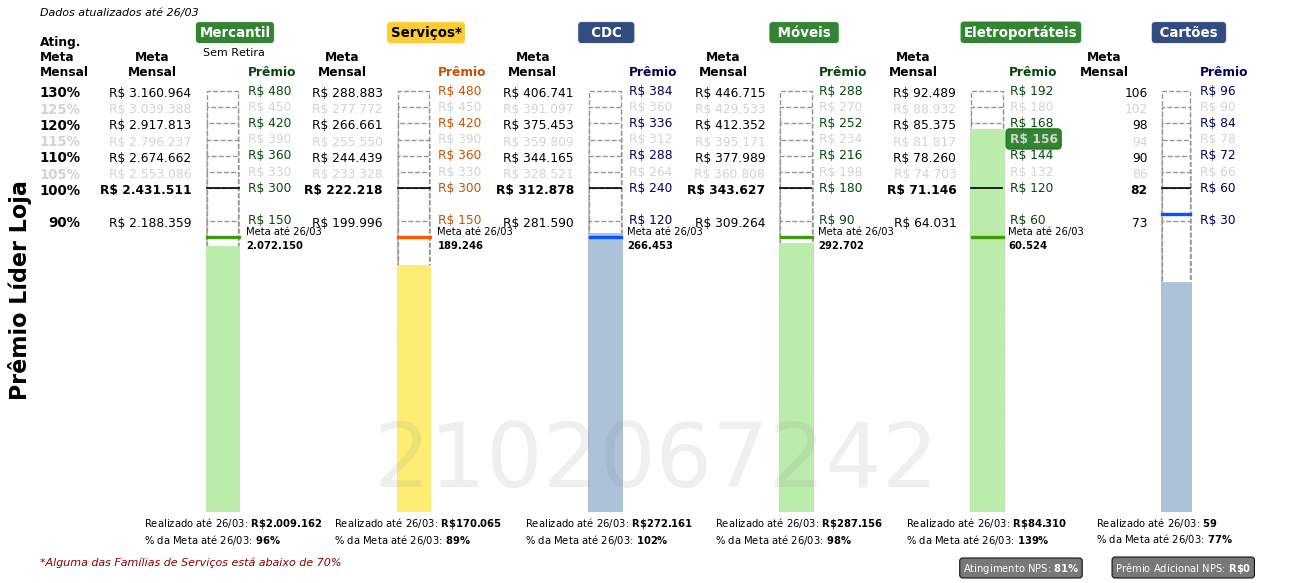 Dados atualizados até 26/03
Mercantil Serviços* CDC Móveis Eletroportáteis Cartões
Sem Retira
Ating. Meta Mensal
Meta Mensal Prêmio Meta Mensal Prêmio Meta Mensal Prêmio Meta Mensal Prêmio Meta Mensal Prêmio Meta Mensal Prêmio
130% R$ 3.160.964 R$ 480 R$ 288.883 R$ 480 R$ 406.741 R$ 384 R$ 446.715 R$ 288 R$ 92.489 R$ 192 106 R$ 96
125% R$ 3.039.388 R$ 450 R$ 277.772 R$ 450 R$ 391.097 R$ 360 R$ 429.533 R$ 270 R$ 88.932 R$ 180 102 R$ 90
120% R$ 2.917.813 R$ 420 R$ 266.661 R$ 420 R$ 375.453 R$ 336 R$ 412.352 R$ 252 R$ 85.375 R$ 168 98 R$ 84
115% R$ 2.796.237 R$ 390 R$ 255.550 R$ 390 R$ 359.809 R$ 312 R$ 395.171 R$ 234 R$ 81.817 R$ 156 94 R$ 78
110% R$ 2.674.662 R$ 360 R$ 244.439 R$ 360 R$ 344.165 R$ 288 R$ 377.989 R$ 216 R$ 78.260 R$ 144 90 R$ 72
105% R$ 2.553.086 R$ 330 R$ 233.328 R$ 330 R$ 328.521 R$ 264 R$ 360.808 R$ 198 R$ 74.703 R$ 132 86 R$ 66
100% R$ 2.431.511 R$ 300 R$ 222.218 R$ 300 R$ 312.878 R$ 240 R$ 343.627 R$ 180 R$ 71.146 R$ 120 82 R$ 60
90% R$ 2.188.359 R$ 150 R$ 199.996 R$ 150 R$ 281.590 R$ 120 R$ 309.264 R$ 90 R$ 64.031 R$ 60 73 R$ 30
Meta até 26/03 Meta até 26/03 Meta até 26/03 Meta até 26/03 Meta até 26/03
2.072.150 189.246 266.453 292.702 60.524
Prêmio Líder Loja
2102067242
Realizado até 26/03: R$2.009.162 Realizado até 26/03: R$170.065 Realizado até 26/03: R$272.161 Realizado até 26/03: R$287.156 Realizado até 26/03: R$84.310 Realizado até 26/03: 59
% da Meta até 26/03: 96% % da Meta até 26/03: 89% % da Meta até 26/03: 102% % da Meta até 26/03: 98% % da Meta até 26/03: 139% % da Meta até 26/03: 77%
*Alguma das Famílias de Serviços está abaixo de 70%
Atingimento NPS: 81% Prêmio Adicional NPS: R$0